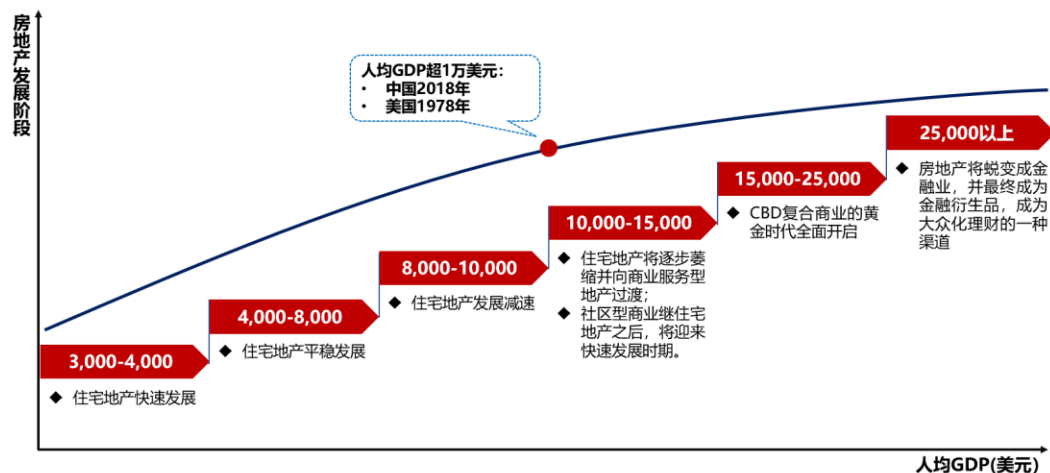 房地产发展阶段
人均GDP超1万美元：
• 中国2018年
• 美国1978年
3,000-4,000
◆ 住宅地产快速发展
4,000-8,000
◆ 住宅地产平稳发展
8,000-10,000
◆ 住宅地产发展减速
10,000-15,000
◆ 住宅地产将逐步萎
缩并向商业服务型
地产过渡；
◆ 社区型商业继住宅
地产之后，将迎来
快速发展时期。
15,000-25,000
◆ CBD复合商业的黄
金时代全面开启
25,000以上
◆ 房地产将蜕变成金
融业，并最终成为
金融衍生品，成为
大众化理财的一种
渠道
人均GDP(美元)